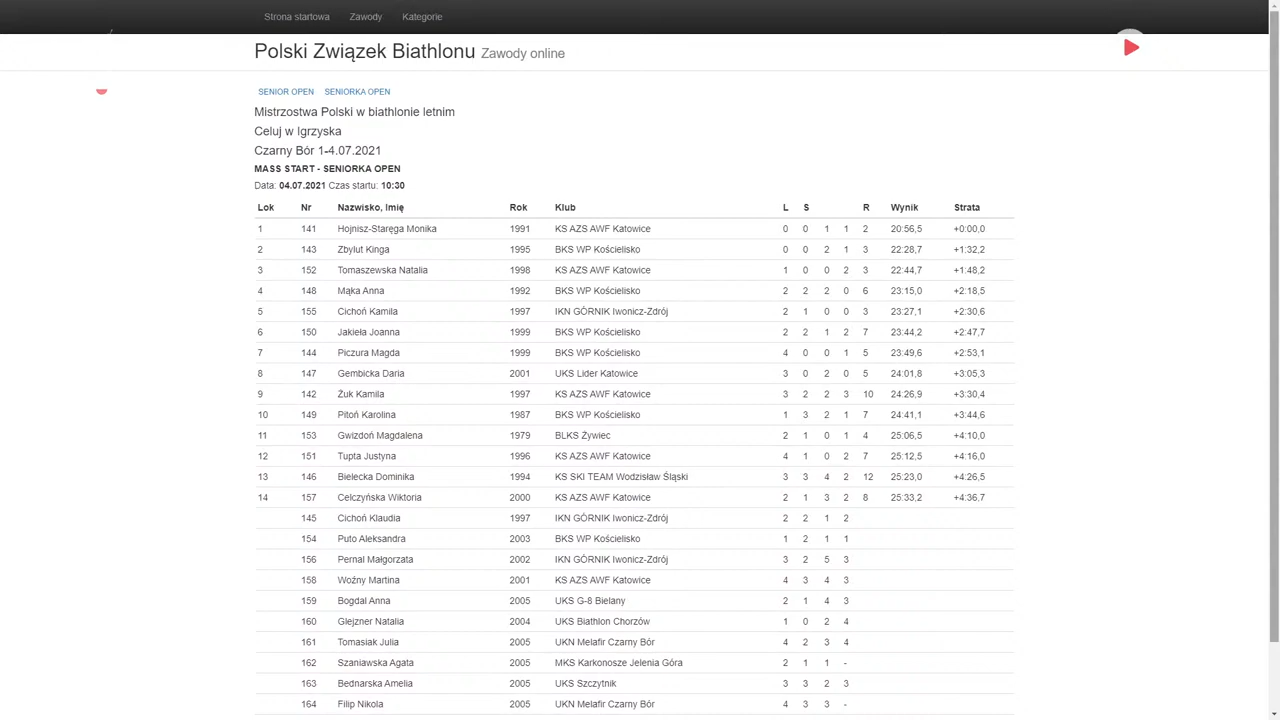 Strona startowa Zawody Kategorie
Polski Związek Biathlonu Zawody online
SENIOR OPEN SENIORKA OPEN
Mistrzostwa Polski w biathlonie letnim
Celuj w Igrzyska
Czarny Bór 1-4.07.2021
MASS START - SENIORKA OPEN
Data: 04.07.2021 Czas startu: 10:30
Lok Nr Nazwisko, Imię Rok Klub L S R Wynik Strata
1 141 Hojnisz-Staręga Monika 1991 KS AZS AWF Katowice 0 0 1 1 2 20:56,5 +0:00,0
2 143 Zbylut Kinga 1995 BKS WP Kościelisko 0 0 2 1 3 22:28,7 +1:32,2
3 152 Tomaszewska Natalia 1998 KS AZS AWF Katowice 1 0 0 2 3 22:44,7 +1:48,2
4 148 Mąka Anna 1992 BKS WP Kościelisko 2 2 2 0 6 23:15,0 +2:18,5
5 155 Cichoń Kamila 1997 IKN GÓRNIK Iwonicz-Zdrój 2 1 0 0 3 23:27,1 +2:30,6
6 150 Jakieła Joanna 1999 BKS WP Kościelisko 2 2 1 2 7 23:44,2 +2:47,7
7 144 Piczura Magda 1999 BKS WP Kościelisko 4 0 0 1 5 23:49,6 +2:53,1
8 147 Gembicka Daria 2001 UKS Lider Katowice 3 0 2 0 5 24:01,8 +3:05,3
9 142 Żuk Kamila 1997 KS AZS AWF Katowice 3 2 2 3 10 24:26,9 +3:30,4
10 149 Pitoń Karolina 1987 BKS WP Kościelisko 1 3 2 1 7 24:41,1 +3:44,6
11 153 Gwizdoń Magdalena 1979 BLKS Żywiec 2 1 0 1 4 25:06,5 +4:10,0
12 151 Tupta Justyna 1996 KS AZS AWF Katowice 4 1 0 2 7 25:12,5 +4:16,0
13 146 Bielecka Dominika 1994 KS SKI TEAM Wodzisław Śląski 3 3 4 2 12 25:23,0 +4:26,5
14 157 Celczyńska Wiktoria 2000 KS AZS AWF Katowice 2 1 3 2 8 25:33,2 +4:36,7
145 Cichoń Klaudia 1997 IKN GÓRNIK Iwonicz-Zdrój 2 2 1 2
154 Puto Aleksandra 2003 BKS WP Kościelisko 1 2 1 1
156 Pernal Małgorzata 2002 IKN GÓRNIK Iwonicz-Zdrój 3 2 5 3
158 Woźny Martina 2001 KS AZS AWF Katowice 4 3 4 3
159 Bogdal Anna 2005 UKS G-8 Bielany 2 1 4 3
160 Glejzner Natalia 2004 UKS Biathlon Chorzów 1 0 2 4
161 Tomasiak Julia 2005 UKN Melafir Czarny Bór 4 2 3 4
162 Szaniawska Agata 2005 MKS Karkonosze Jelenia Góra 2 1 1 -
163 Bednarska Amelia 2005 UKS Szczytnik 3 3 2 3
164 Filip Nikola 2005 UKN Melafir Czarny Bór 4 3 3 -